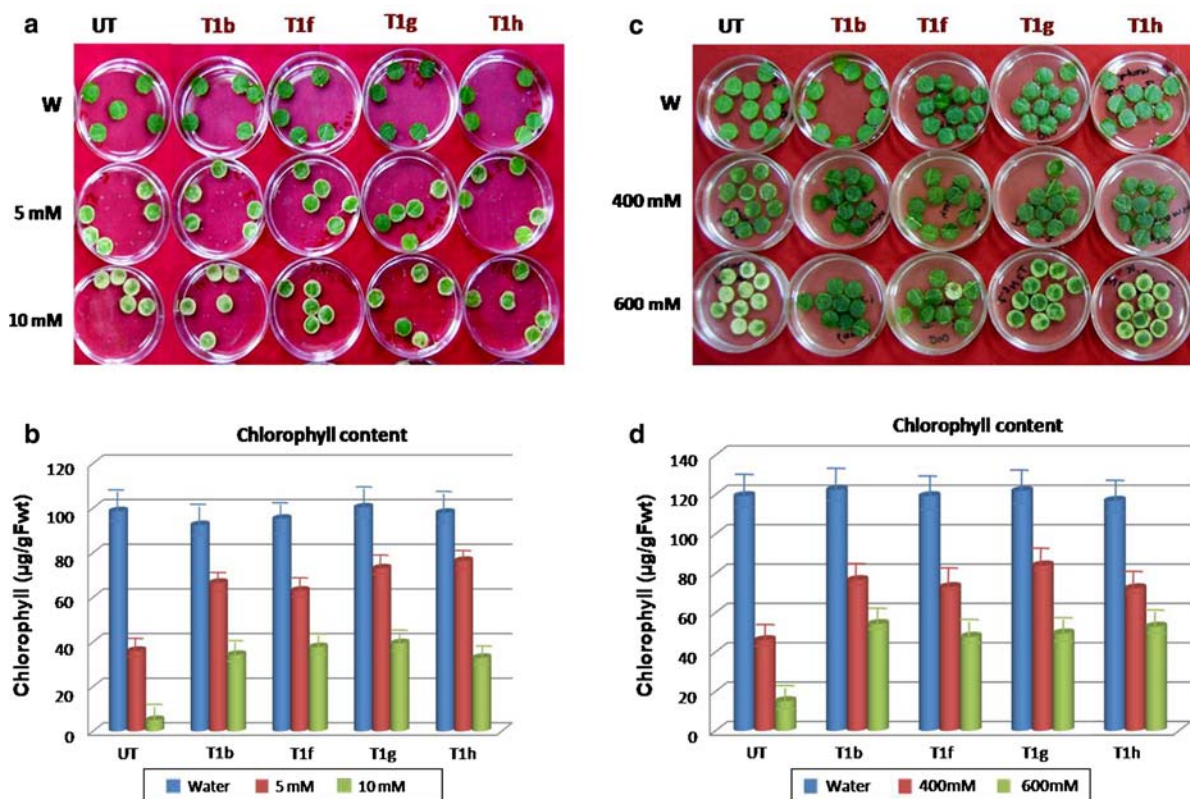 a UT T1b T1f T1g T1h
W
5 mM
10 mM
c UT T1b T1f T1g T1h
W
400 mM
600 mM
b Chlorophyll content
Chlorophyll (µg/gFwt)
120
100
80
60
40
20
0
UT T1b T1f T1g T1h
Water 5 mM 10 mM
d Chlorophyll content
Chlorophyll (µg/gFwt)
140
120
100
80
60
40
20
0
UT T1b T1f T1g T1h
Water 400mM 600mM